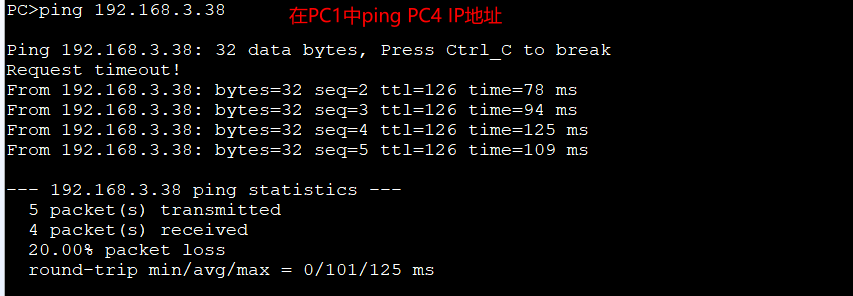 PC>ping 192.168.3.38
在PC1中ping PC4 IP地址
Ping 192.168.3.38: 32 data bytes, Press Ctrl_C to break
Request timeout!
From 192.168.3.38: bytes=32 seq=2 ttl=126 time=78 ms
From 192.168.3.38: bytes=32 seq=3 ttl=126 time=94 ms
From 192.168.3.38: bytes=32 seq=4 ttl=126 time=125 ms
From 192.168.3.38: bytes=32 seq=5 ttl=126 time=109 ms
--- 192.168.3.38 ping statistics ---
5 packet(s) transmitted
4 packet(s) received
20.00% packet loss
round-trip min/avg/max = 0/101/125 ms